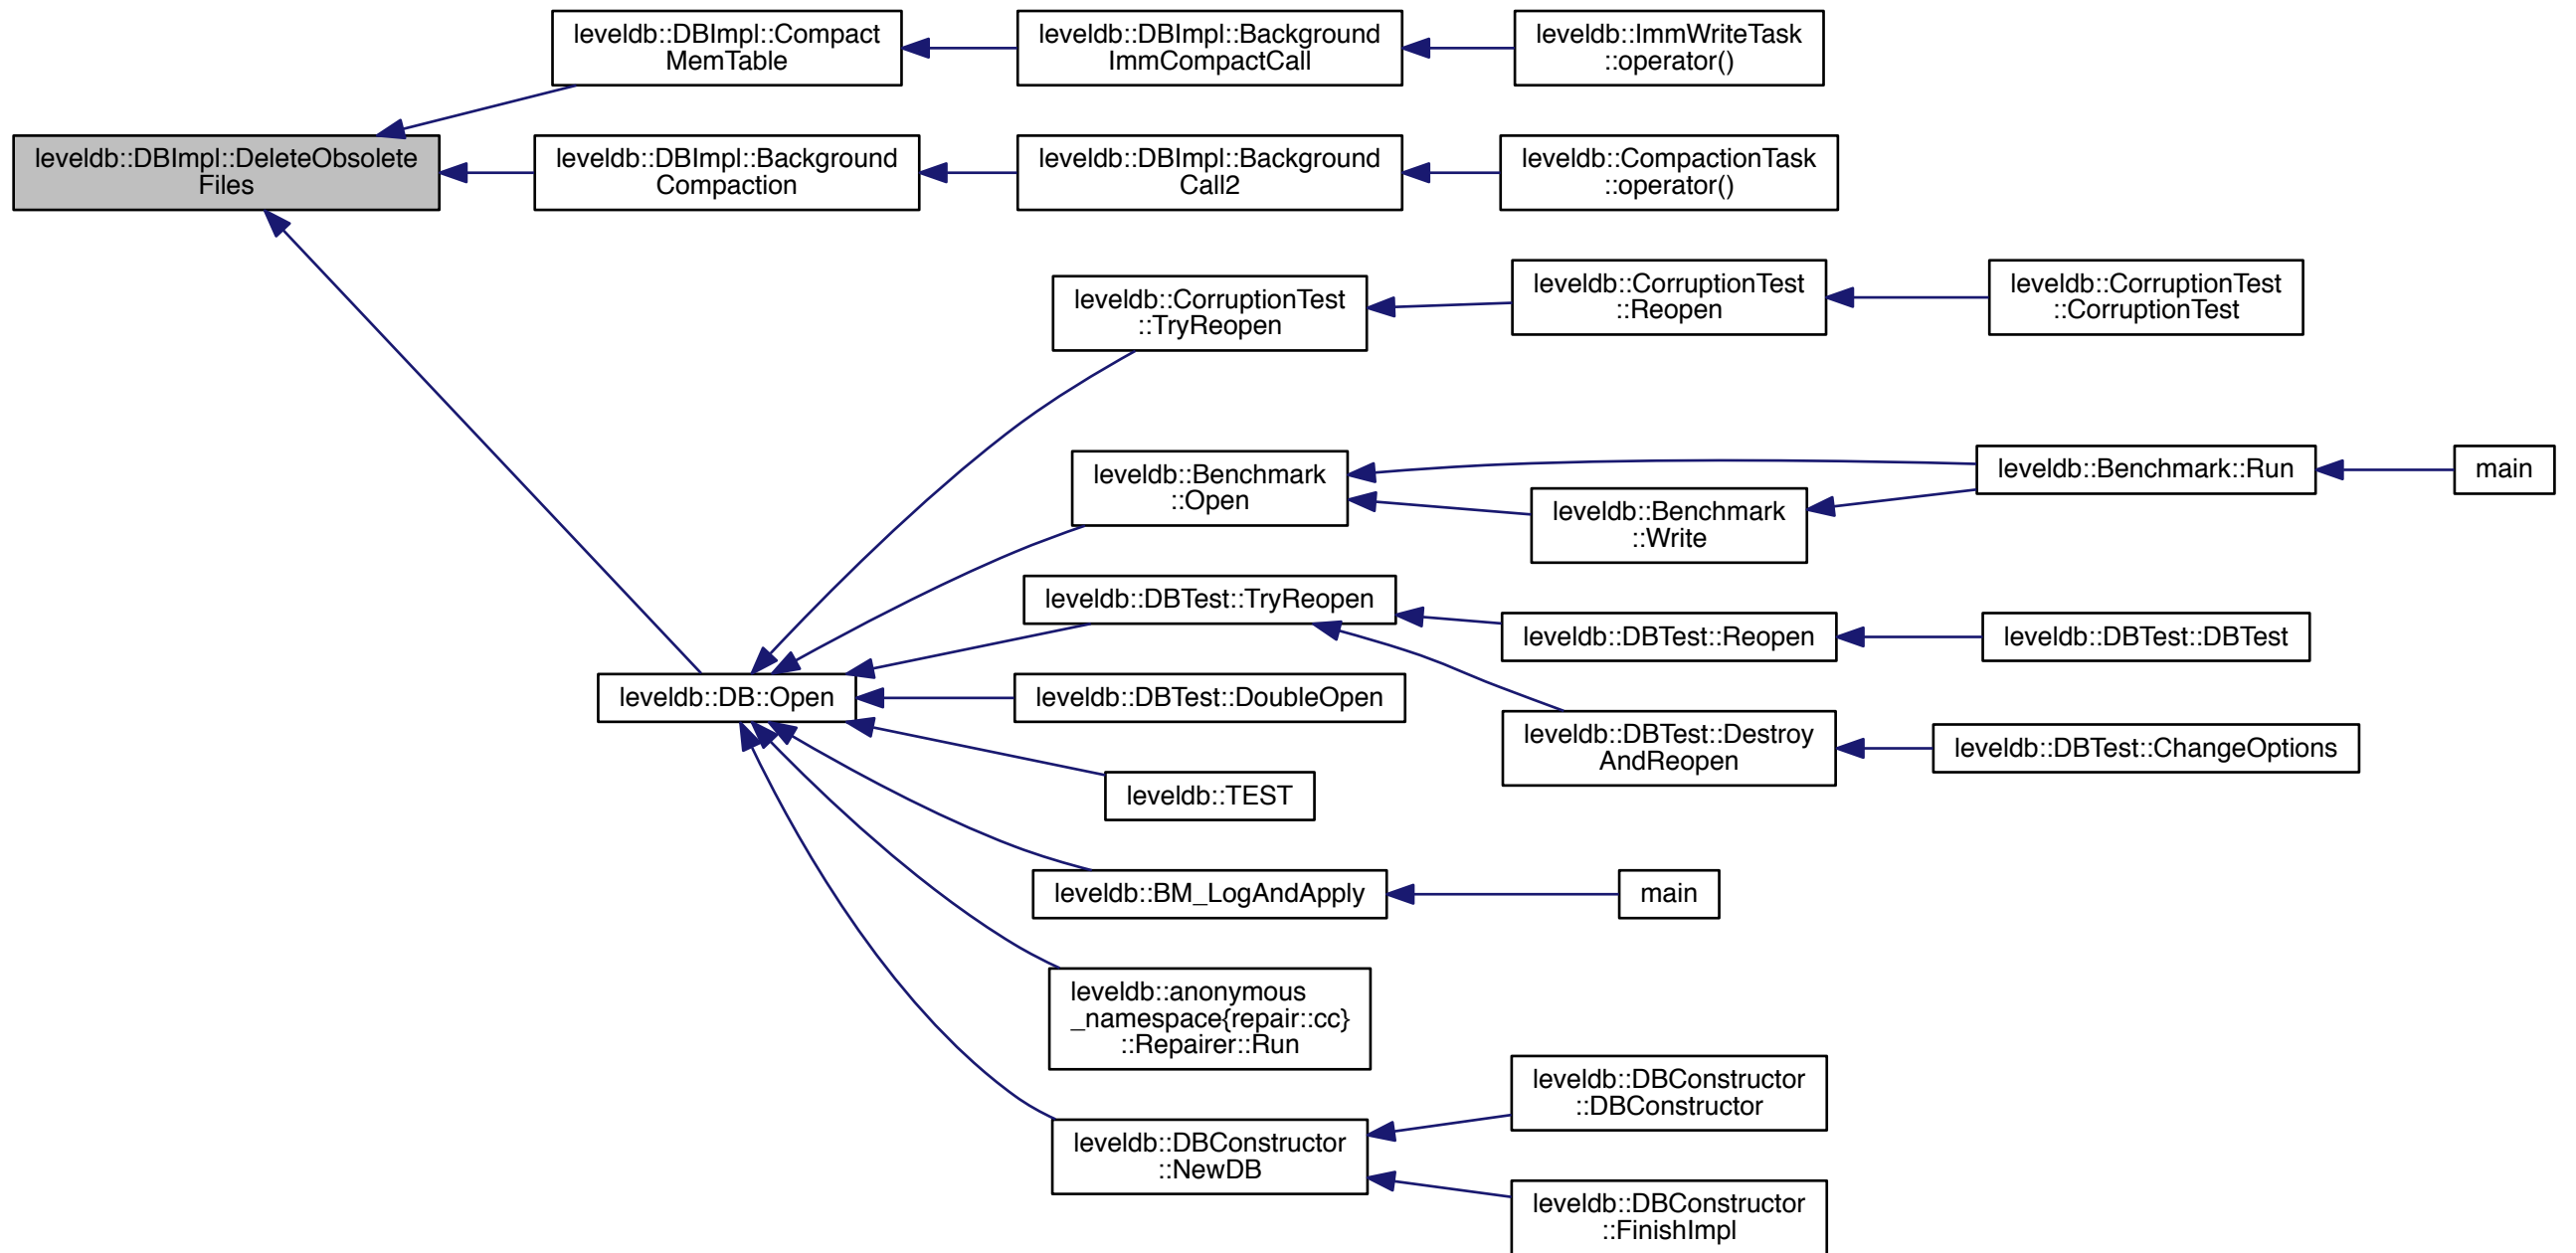 leveldb::DBImpl::DeleteObsolete
Files
leveldb::DBImpl::Compact
MemTable
leveldb::DBImpl::Background
ImmCompactCall
leveldb::ImmWriteTask
::operator()
leveldb::DBImpl::Background
Compaction
leveldb::DBImpl::Background
Call2
leveldb::CompactionTask
::operator()
leveldb::DB::Open
leveldb::CorruptionTest
::TryReopen
leveldb::CorruptionTest
::Reopen
leveldb::CorruptionTest
::CorruptionTest
leveldb::Benchmark
::Open
leveldb::Benchmark::Run
main
leveldb::Benchmark
::Write
leveldb::DBTest::TryReopen
leveldb::DBTest::Reopen
leveldb::DBTest::DBTest
leveldb::DBTest::Destroy
AndReopen
leveldb::DBTest::ChangeOptions
leveldb::DBTest::DoubleOpen
leveldb::TEST
leveldb::BM_LogAndApply
main
leveldb::anonymous
_namespace{repair::cc}
::Repairer::Run
leveldb::DBConstructor
::NewDB
leveldb::DBConstructor
::DBConstructor
leveldb::DBConstructor
::FinishImpl